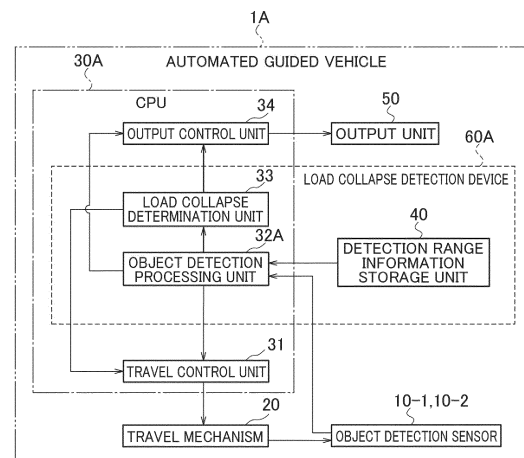 1A
30A
AUTOMATED GUIDED VEHICLE
CPU
34
50
OUTPUT CONTROL UNIT
OUTPUT UNIT
60A
33
LOAD COLLAPSE DETECTION DEVICE
LOAD COLLAPSE
DETERMINATION UNIT
40
32A
OBJECT DETECTION
PROCESSING UNIT
DETECTION RANGE
INFORMATION
STORAGE UNIT
31
TRAVEL CONTROL UNIT
20
10-1,10-2
TRAVEL MECHANISM
OBJECT DETECTION SENSOR